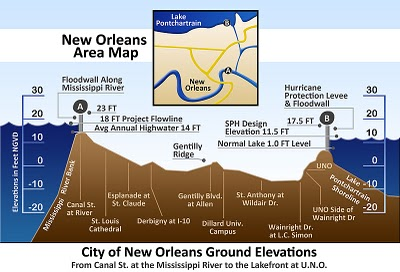 New Orleans
Area Map
Lake
Pontchartrain
B
A
New
Orleans
Floodwall Along
Mississippi River
A
23 FT
18 FT Project Flowline
Avg Annual Highwater 14 FT
Hurricane
Protection Levee
& Floodwall
17.5 FT
B
SPH Design
Elevation 11.5 FT
Normal Lake 1.0 FT Level
Gentilly
Ridge
Elevations in Feet NGVD
30
20
10
0
-10
-20
30
20
10
0
-10
-20
Mississippi River Bank
Canal St.
at River
St. Louis
Cathedral
Esplanade at
St. Claude
Derbigny at I-10
Gentilly Blvd.
at Allen
Dillard Univ.
Campus
St. Anthony at
Wildair Dr.
Wainright Dr.
at L.C. Simon
UNO
UNO Side of
Wainright Dr
Lake
Pontchartrain
Shoreline
City of New Orleans Ground Elevations
From Canal St. at the Mississippi River to the Lakefront at U.N.O.